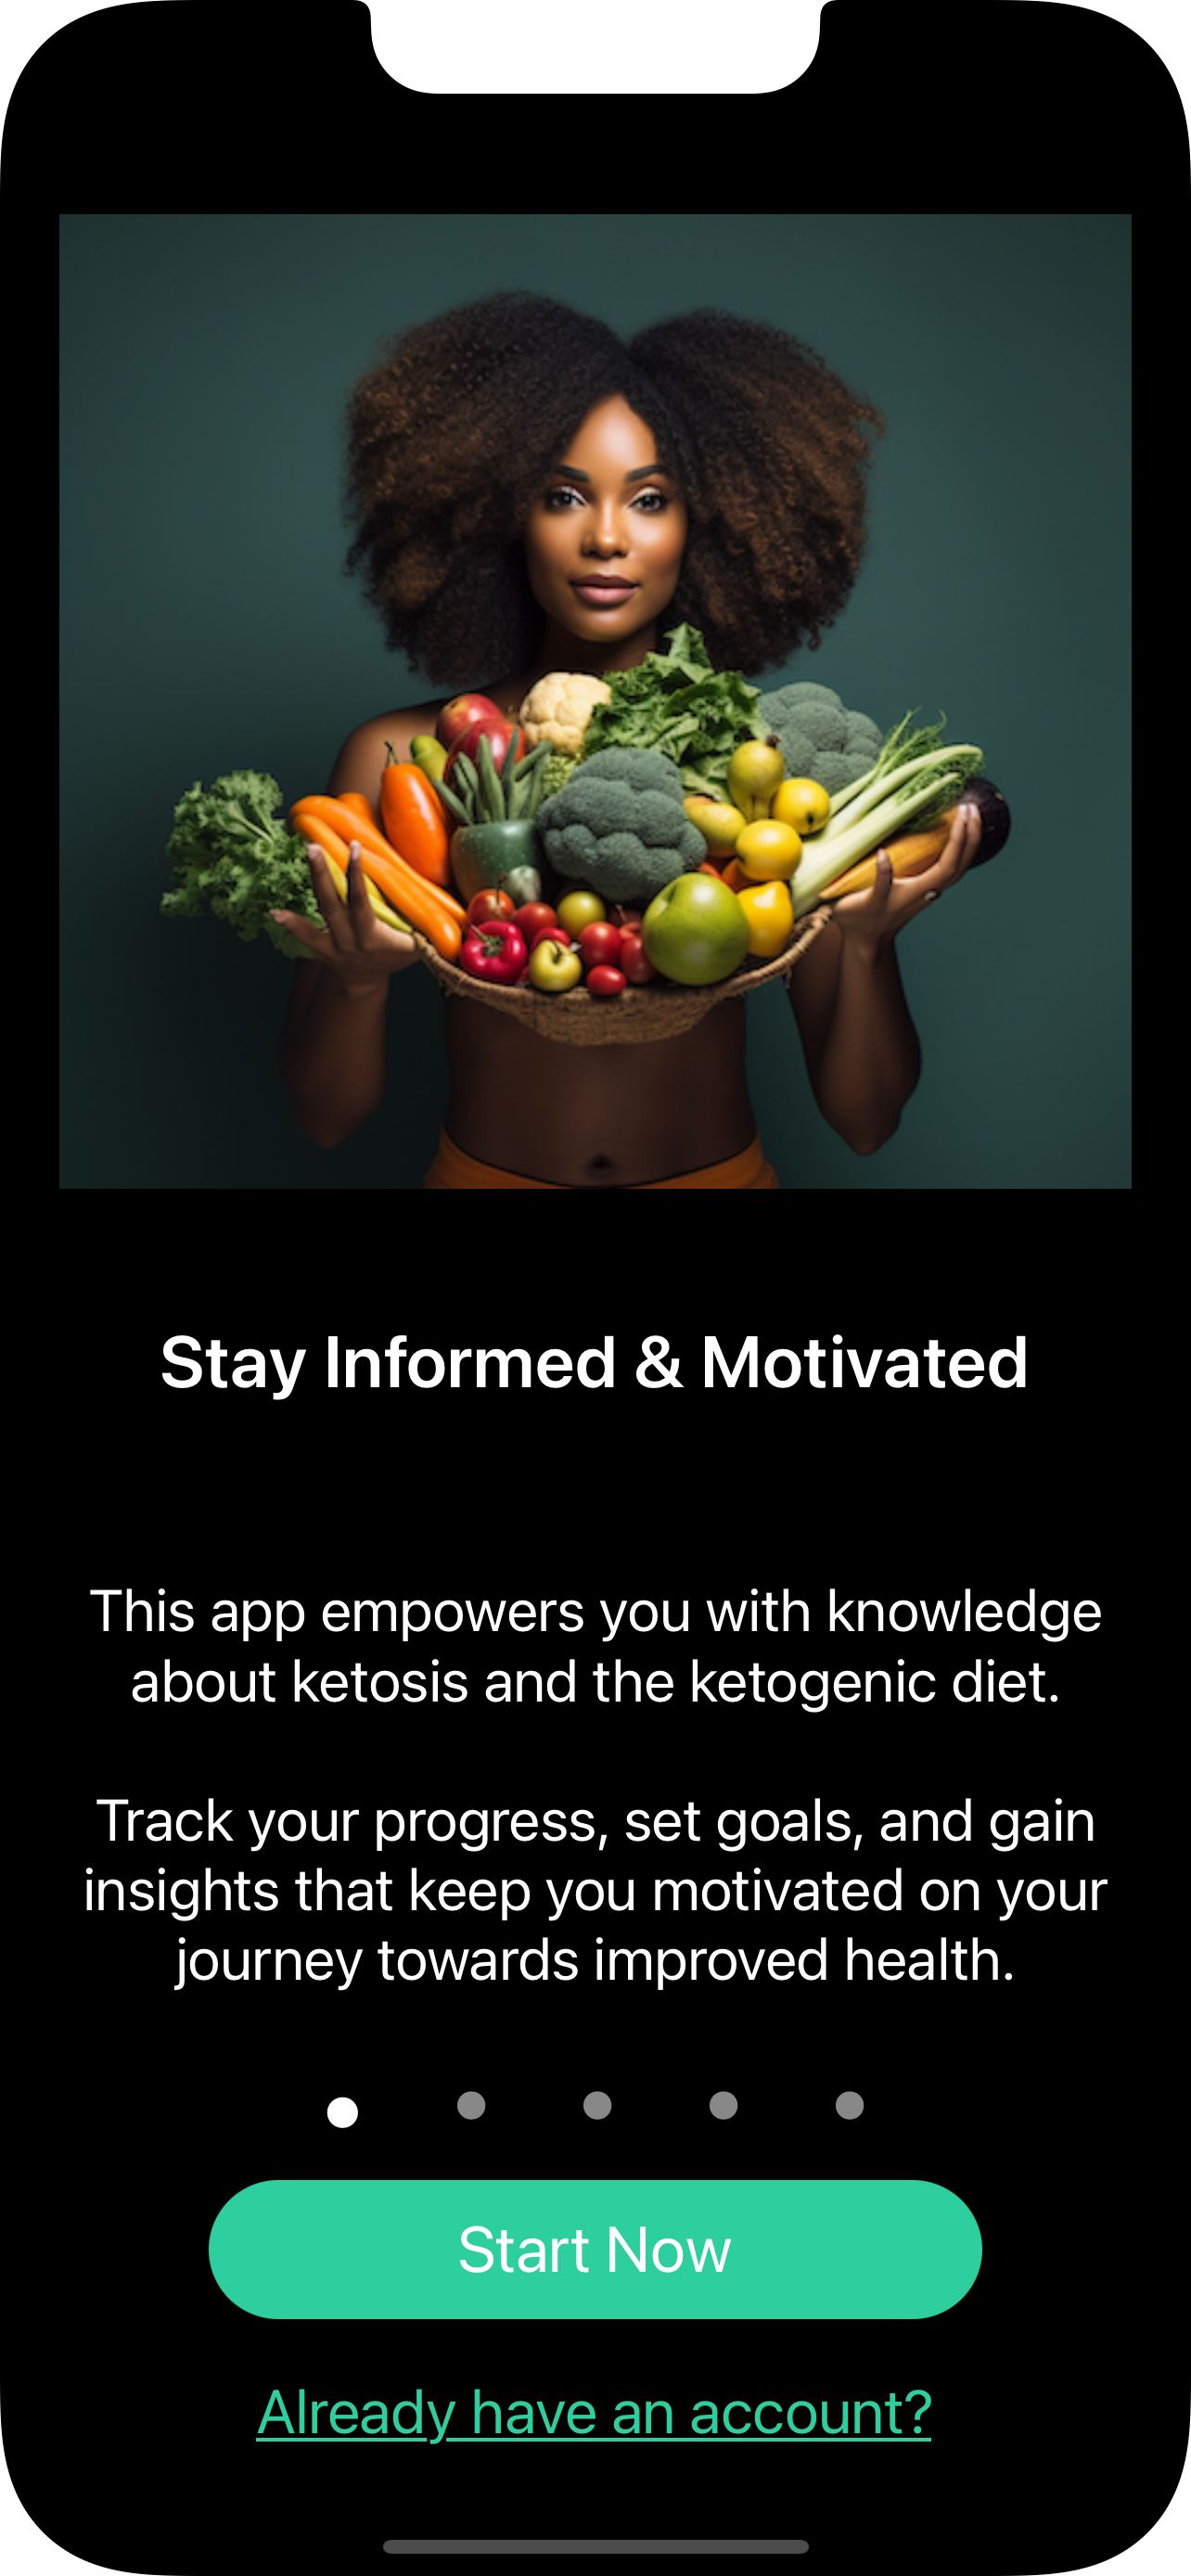 Stay Informed & Motivated
This app empowers you with knowledge
about ketosis and the ketogenic diet.
Track your progress, set goals, and gain
insights that keep you motivated on your
journey towards improved health.
Start Now
Already have an account?